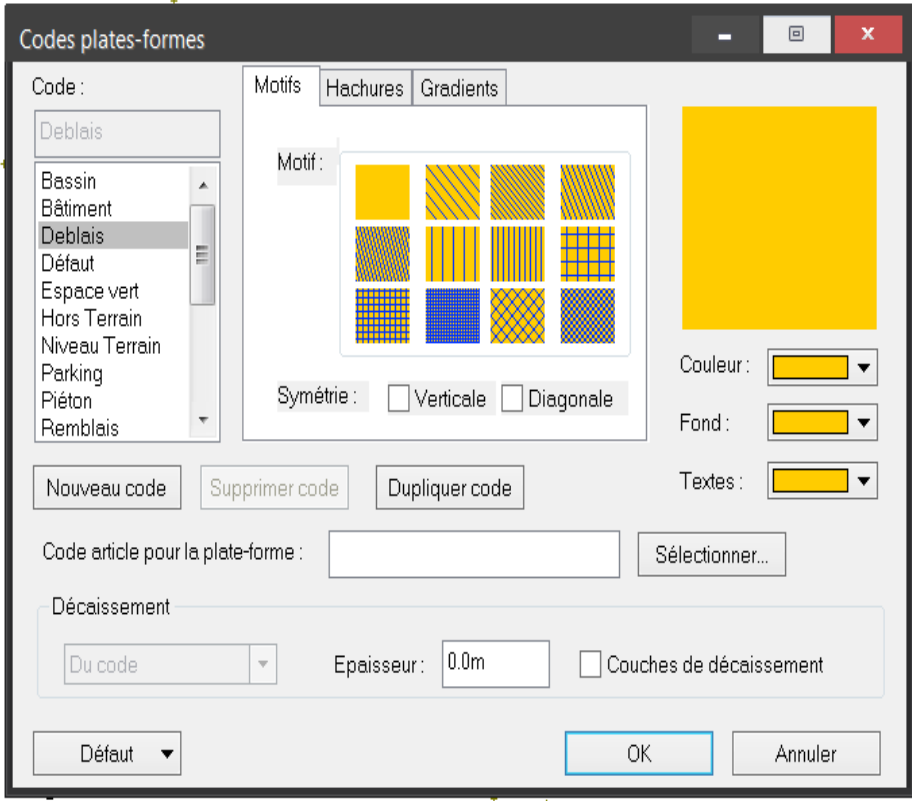 Codes plates-formes
Code :
Deblais
Bassin
Bâtiment
Deblais
Défaut
Espace vert
Hors Terrain
Niveau Terrain
Parking
Piéton
Remblais
Motifs Hachures Gradients
Motif :
Symétrie : Verticale Diagonale
Couleur :
Fond :
Textes :
Nouveau code Supprimer code Dupliquer code
Code article pour la plate-forme : Sélectionner...
Décaissement
Du code Epaisseur : 0.0m Couches de décaissement
Défaut OK Annuler